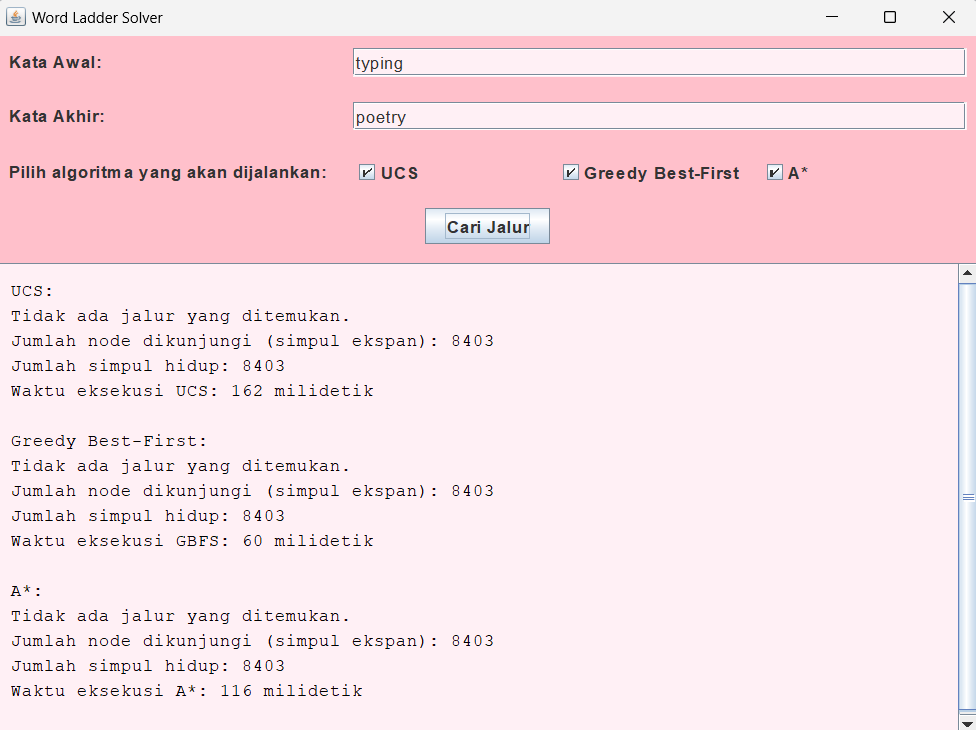 Word Ladder Solver
Kata Awal: typing
Kata Akhir: poetry
Pilih algoritma yang akan dijalankan: UCS Greedy Best-First A*
Cari Jalur
UCS:
Tidak ada jalur yang ditemukan.
Jumlah node dikunjungi (simpul ekspan): 8403
Jumlah simpul hidup: 8403
Waktu eksekusi UCS: 162 milidetik
Greedy Best-First:
Tidak ada jalur yang ditemukan.
Jumlah node dikunjungi (simpul ekspan): 8403
Jumlah simpul hidup: 8403
Waktu eksekusi GBFS: 60 milidetik
A*:
Tidak ada jalur yang ditemukan.
Jumlah node dikunjungi (simpul ekspan): 8403
Jumlah simpul hidup: 8403
Waktu eksekusi A*: 116 milidetik